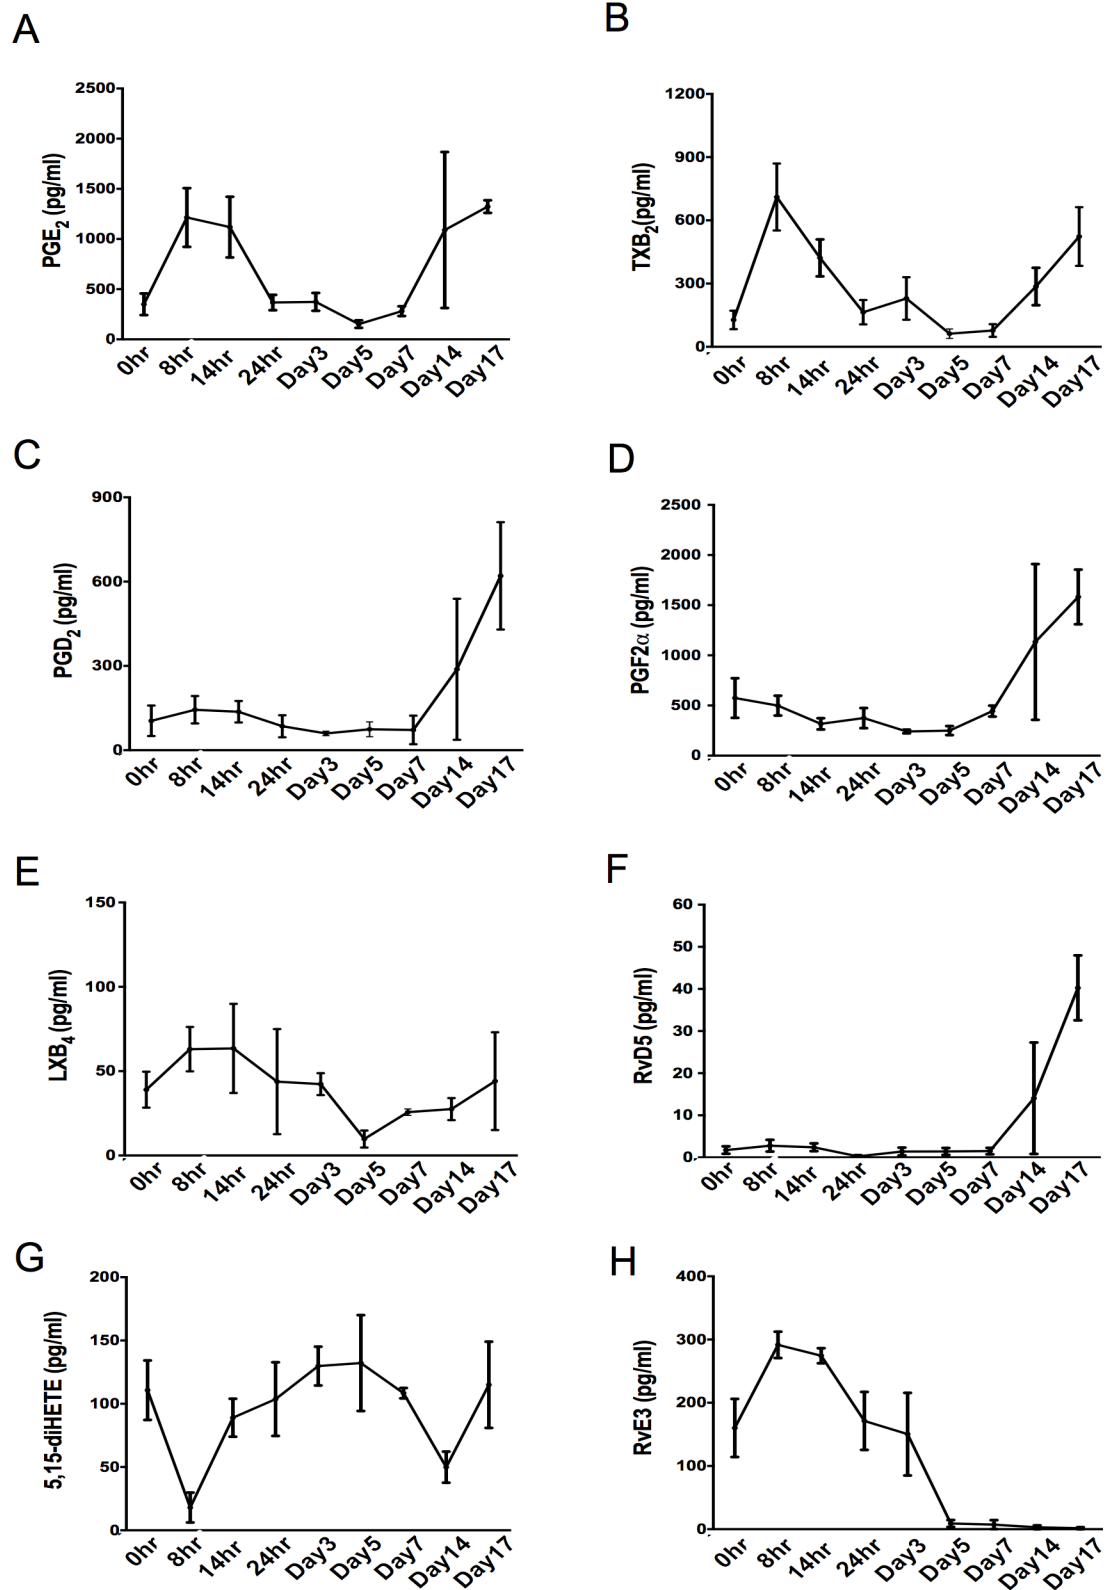 A
PGE2 (pg/ml)
2500
2000
1500
1000
500
0
0hr 8hr 14hr 24hr Day3 Day5 Day7 Day14 Day17
B
TXB2(pg/ml)
1200
900
600
300
0
0hr 8hr 14hr 24hr Day3 Day5 Day7 Day14 Day17
C
PGD2 (pg/ml)
900
600
300
0
0hr 8hr 14hr 24hr Day3 Day5 Day7 Day14 Day17
D
PGF2α (pg/ml)
2500
2000
1500
1000
500
0
0hr 8hr 14hr 24hr Day3 Day5 Day7 Day14 Day17
E
LXB4 (pg/ml)
150
100
50
0
0hr 8hr 14hr 24hr Day3 Day5 Day7 Day14 Day17
F
RvD5 (pg/ml)
60
50
40
30
20
10
0
0hr 8hr 14hr 24hr Day3 Day5 Day7 Day14 Day17
G
5,15-diHETE (pg/ml)
200
150
100
50
0
0hr 8hr 14hr 24hr Day3 Day5 Day7 Day14 Day17
H
RvE3 (pg/ml)
400
300
200
100
0
0hr 8hr 14hr 24hr Day3 Day5 Day7 Day14 Day17